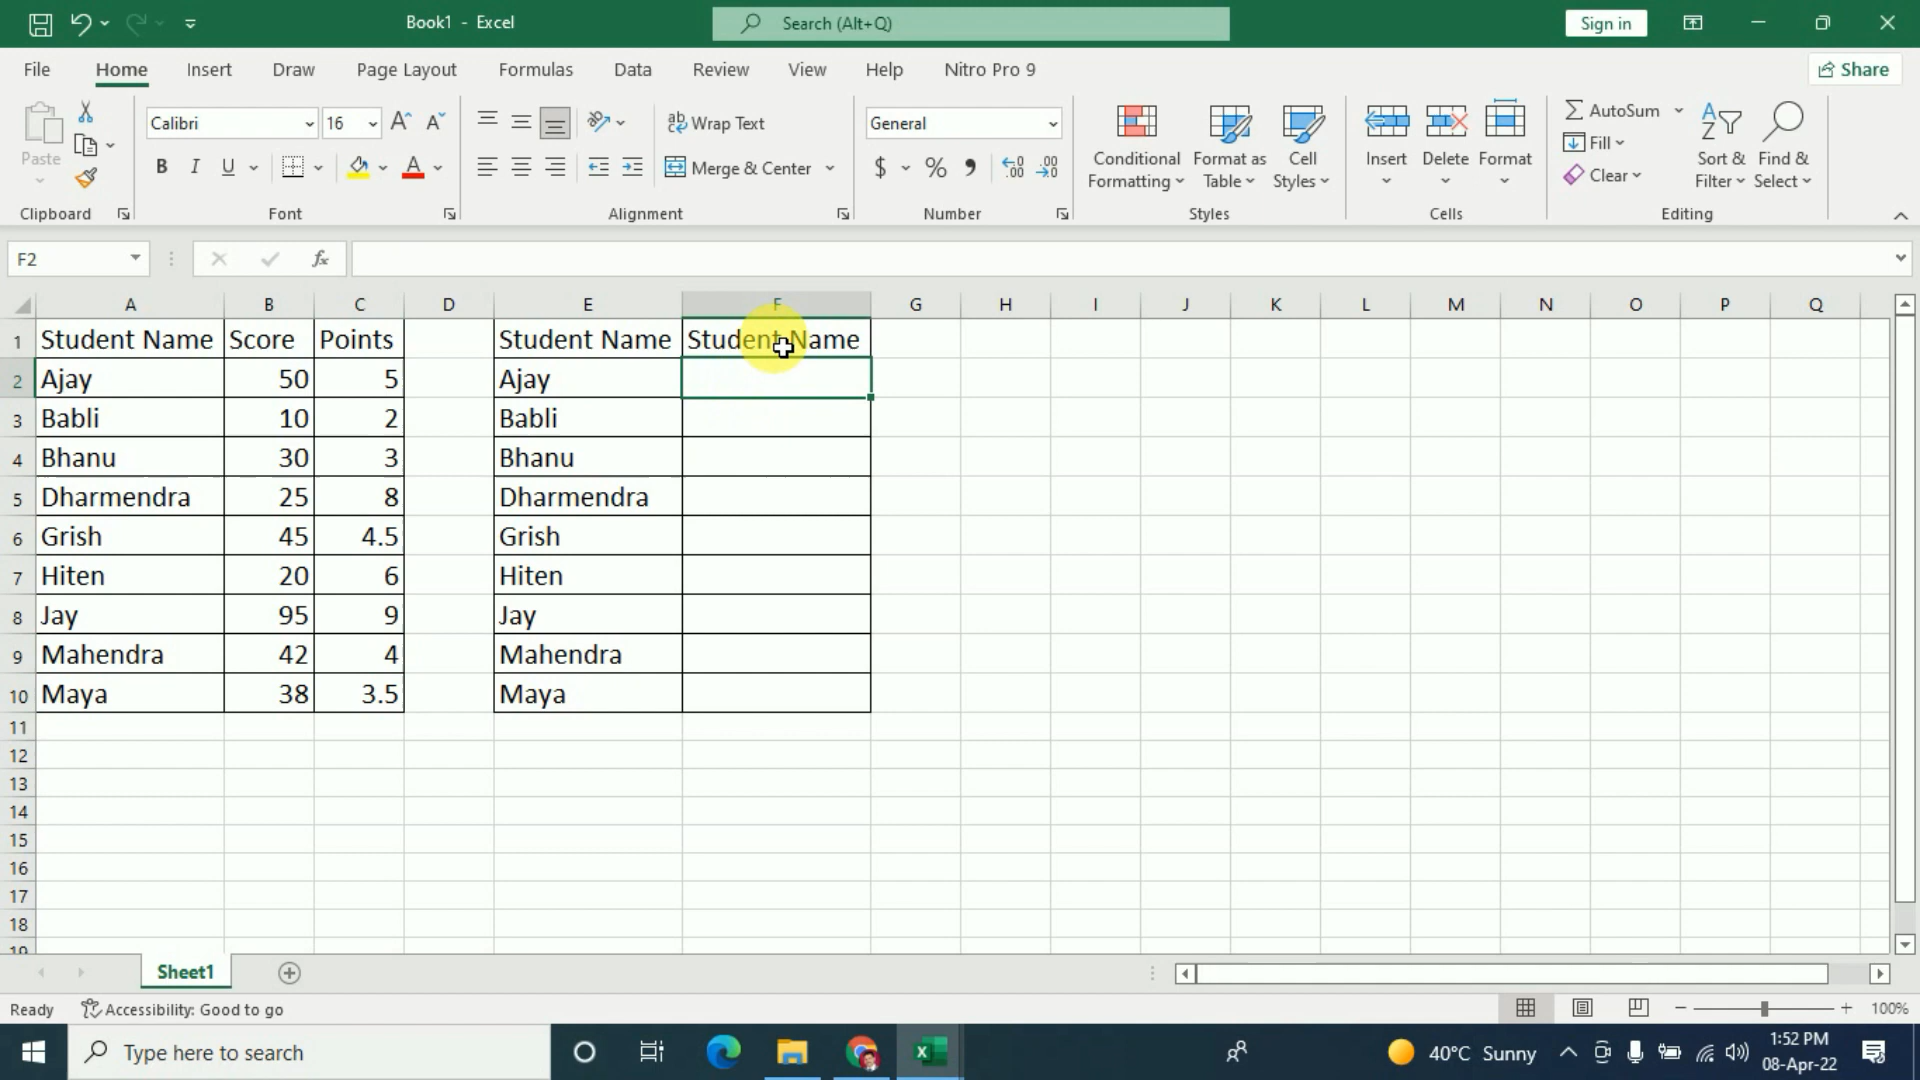 Book1 - Excel
Search (Alt+Q)
Sign in
File Home Insert Draw Page Layout Formulas Data Review View Help Nitro Pro 9
Share
Paste
Clipboard
Calibri 16
B I U
Font
Wrap Text
Merge & Center
Alignment
General
$ % ,
Number
Conditional Formatting
Format as Table
Cell Styles
Styles
Insert Delete Format
Cells
AutoSum
Fill
Clear
Sort & Filter
Find & Select
Editing
F2 fx
A B C D E F G H I J K L M N O P Q
1 Student Name Score Points Student Name Student Name
2 Ajay 50 5 Ajay
3 Babli 10 2 Babli
4 Bhanu 30 3 Bhanu
5 Dharmendra 25 8 Dharmendra
6 Grish 45 4.5 Grish
7 Hiten 20 6 Hiten
8 Jay 95 9 Jay
9 Mahendra 42 4 Mahendra
10 Maya 38 3.5 Maya
11
12
13
14
15
16
17
18
19
Sheet1
Ready Accessibility: Good to go 100%
Type here to search
40°C Sunny
1:52 PM
08-Apr-22